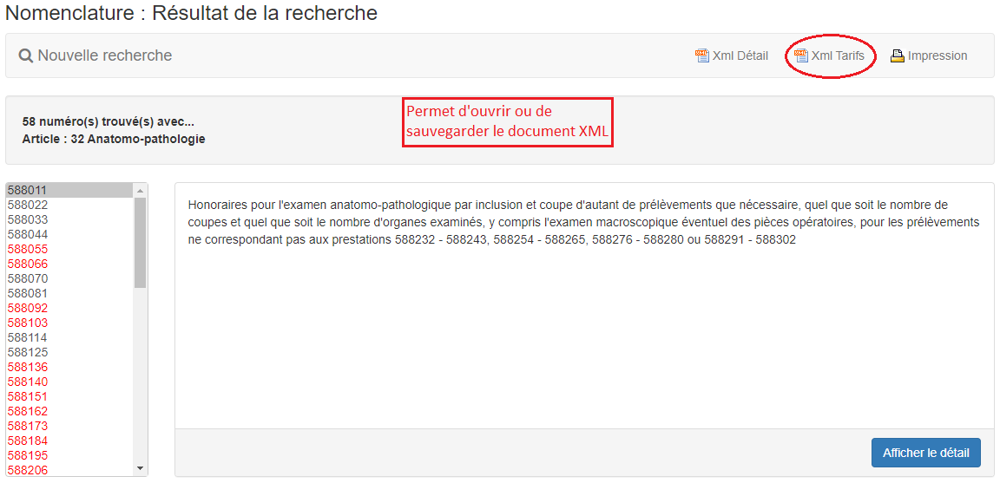 Nomenclature : Résultat de la recherche
Nouvelle recherche
Xml Détail
Xml Tarifs
Impression
58 numéro(s) trouvé(s) avec...
Article : 32 Anatomo-pathologie
Permet d'ouvrir ou de
sauvegarder le document XML
588011
588022
588033
588044
588055
588066
588070
588081
588092
588103
588114
588125
588136
588140
588151
588162
588173
588184
588195
588206
Honoraires pour l'examen anatomo-pathologique par inclusion et coupe d'autant de prélèvements que nécessaire, quel que soit le nombre de
coupes et quel que soit le nombre d'organes examinés, y compris l'examen macroscopique éventuel des pièces opératoires, pour les prélèvements
ne correspondant pas aux prestations 588232 - 588243, 588254 - 588265, 588276 - 588280 ou 588291 - 588302
Afficher le détail